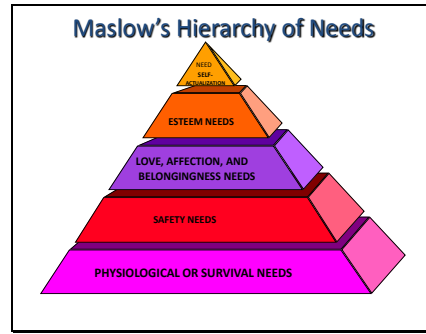 Maslow's Hierarchy of Needs
NEED
SELF-
ACTUALIZATION
ESTEEM NEEDS
LOVE, AFFECTION, AND
BELONGINGNESS NEEDS
SAFETY NEEDS
PHYSIOLOGICAL OR SURVIVAL NEEDS